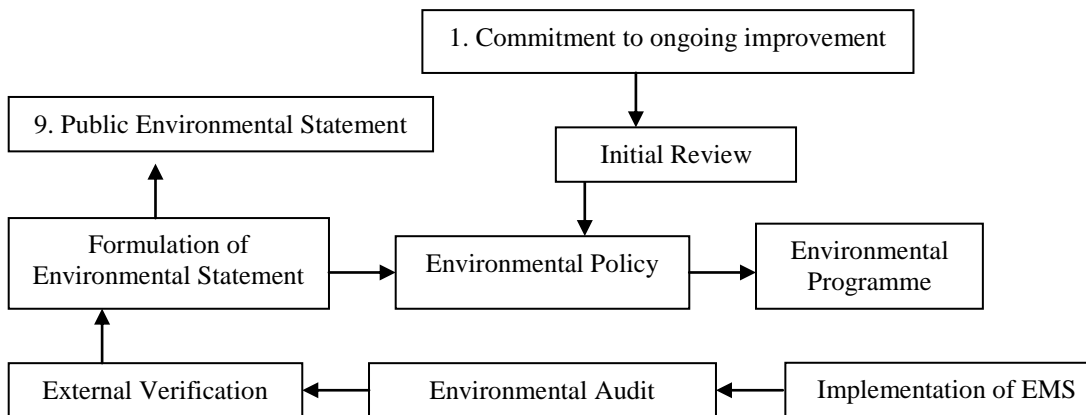 1. Commitment to ongoing improvement
9. Public Environmental Statement
Initial Review
Formulation of
Environmental Statement
Environmental Policy
Environmental
Programme
External Verification
Environmental Audit
Implementation of EMS